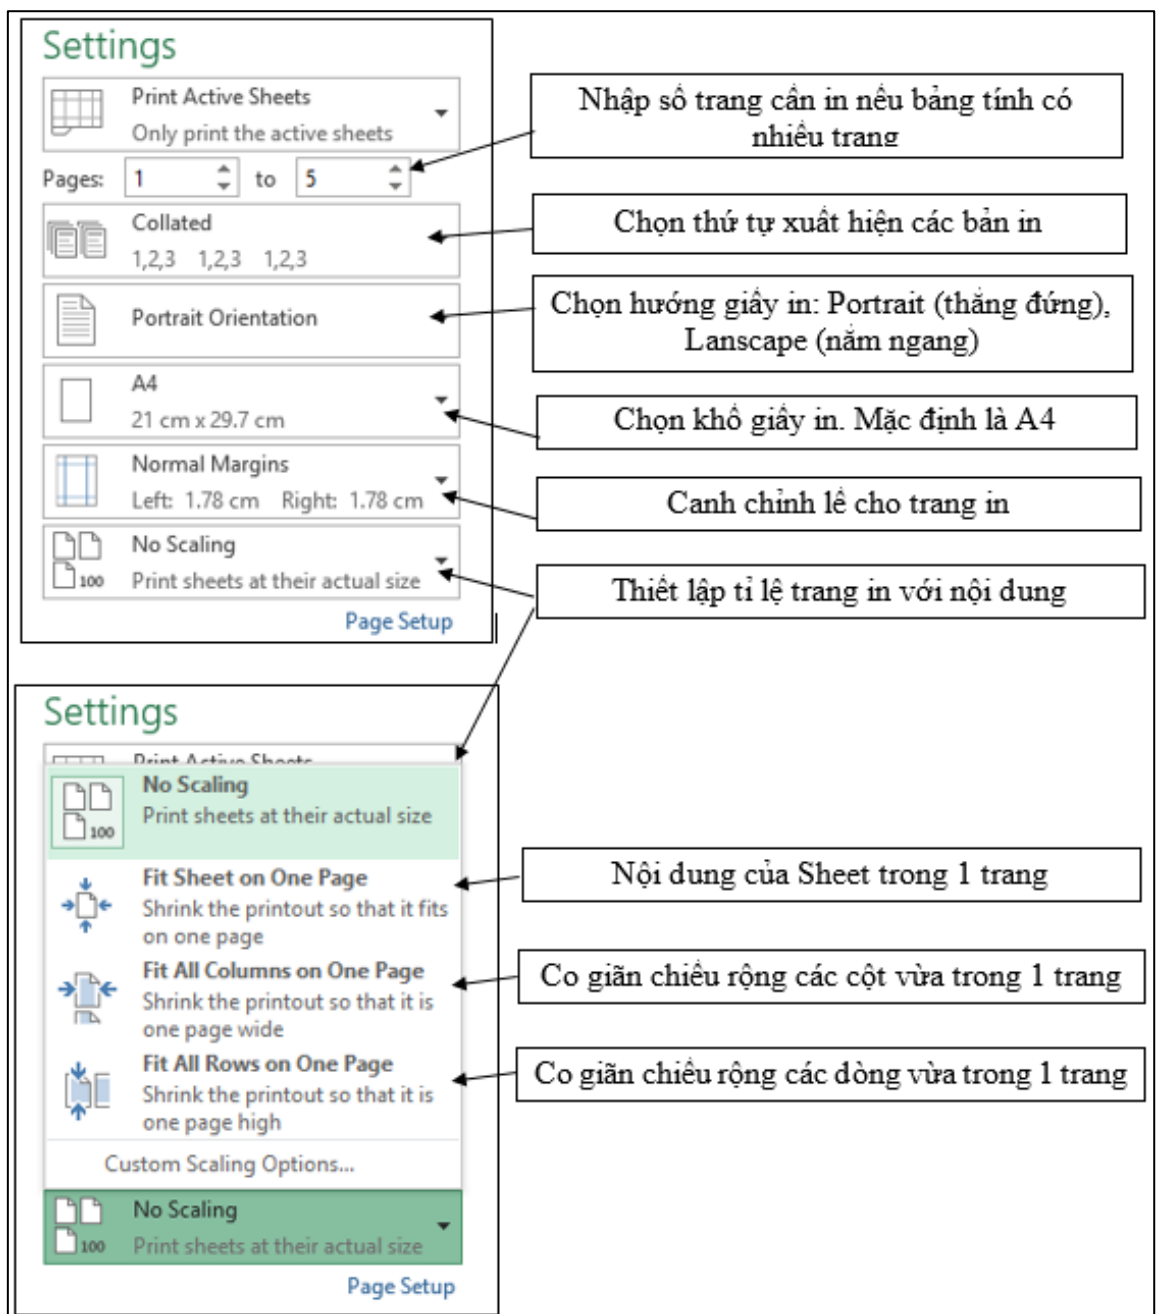 Settings
Print Active Sheets
Only print the active sheets
Nhập số trang cần in nếu bảng tính có
nhiều trang
Pages: 1 to 5
Collated
1,2,3 1,2,3 1,2,3
Chọn thứ tự xuất hiện các bản in
Portrait Orientation
Chọn hướng giấy in: Portrait (thẳng đứng),
Lanscape (nằm ngang)
A4
21 cm x 29.7 cm
Chọn khổ giấy in. Mặc định là A4
Normal Margins
Left: 1.78 cm Right: 1.78 cm
Canh chỉnh lề cho trang in
No Scaling
100 Print sheets at their actual size
Thiết lập tỉ lệ trang in với nội dung
Page Setup
Settings
Print Active Sheets
No Scaling
Print sheets at their actual size
100
Fit Sheet on One Page
Shrink the printout so that it fits
on one page
Nội dung của Sheet trong 1 trang
Fit All Columns on One Page
Shrink the printout so that it is
one page wide
Co giãn chiều rộng các cột vừa trong 1 trang
Fit All Rows on One Page
Shrink the printout so that it is
one page high
Co giãn chiều rộng các dòng vừa trong 1 trang
Custom Scaling Options...
No Scaling
100 Print sheets at their actual size
Page Setup